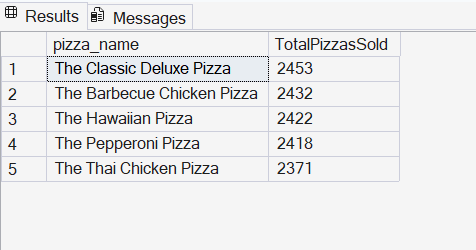 Results Messages
pizza_name TotalPizzasSold
1 The Classic Deluxe Pizza 2453
2 The Barbecue Chicken Pizza 2432
3 The Hawaiian Pizza 2422
4 The Pepperoni Pizza 2418
5 The Thai Chicken Pizza 2371